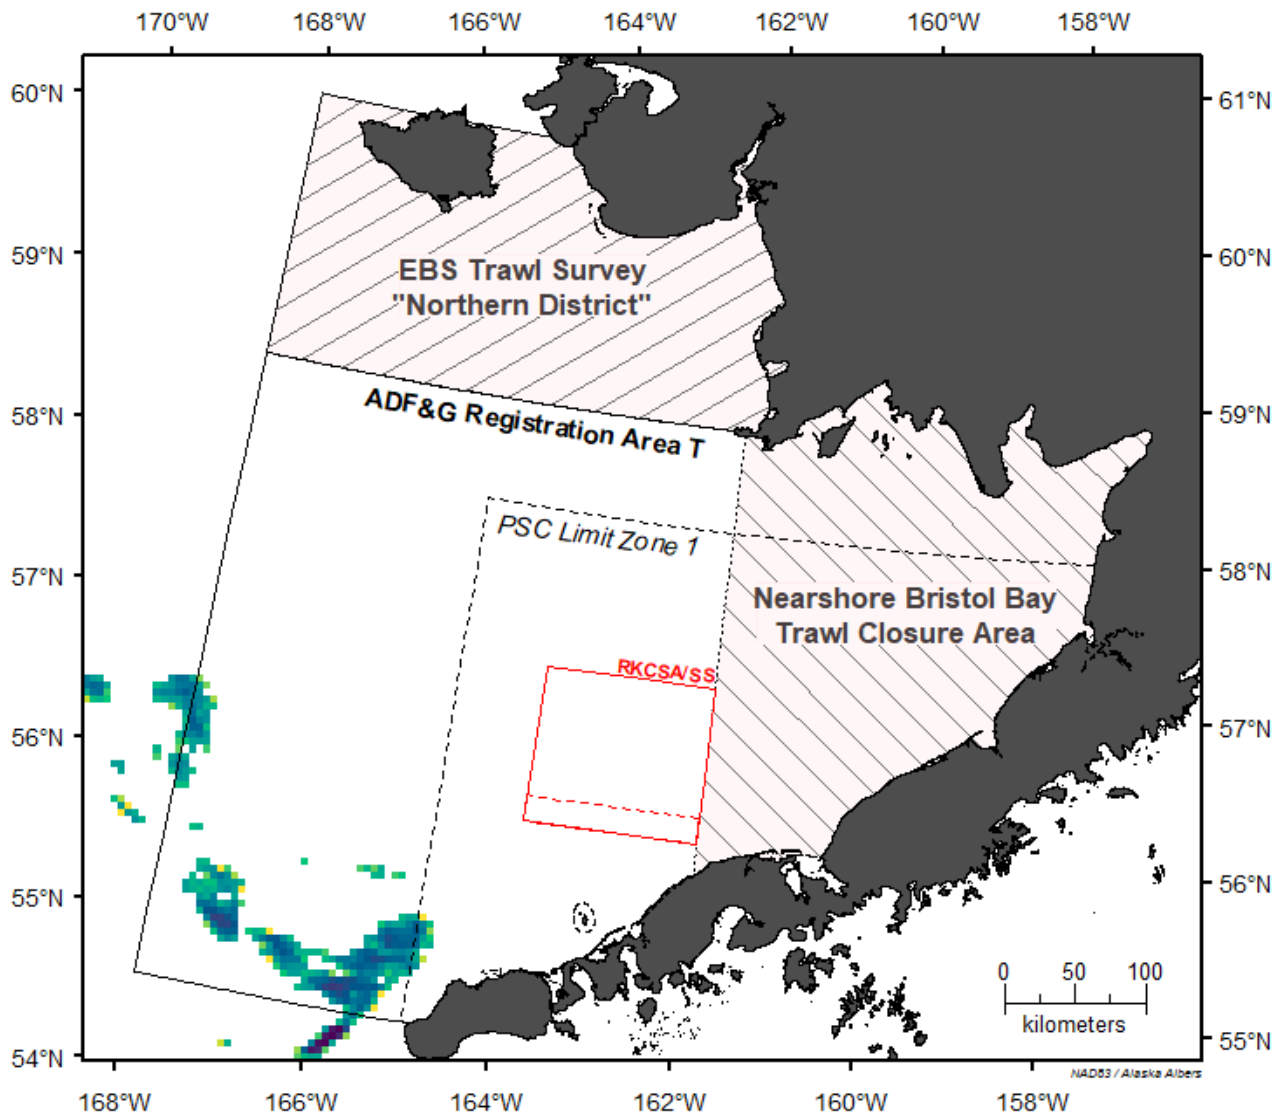 170°W 168°W 166°W 164°W 162°W 160°W 158°W
60°N
61°N
59°N
60°N
EBS Trawl Survey
"Northern District"
58°N
59°N
ADF&G Registration Area T
PSC Limit Zone 1
57°N
58°N
Nearshore Bristol Bay
Trawl Closure Area
RKCSA/SS
56°N
57°N
55°N
56°N
0 50 100
kilometers
54°N
55°N
NAD83 / Alaska Albers
168°W 166°W 164°W 162°W 160°W 158°W